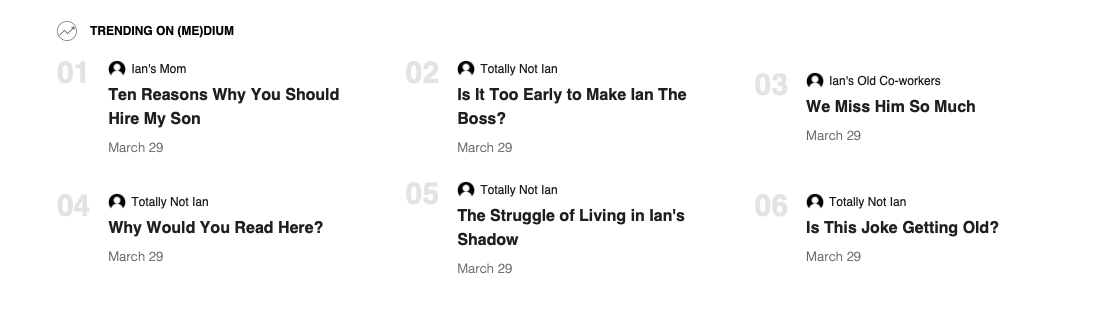 TRENDING ON (ME)DIUM
01
Ian's Mom
Ten Reasons Why You Should
Hire My Son
March 29
02
Totally Not Ian
Is It Too Early to Make Ian The
Boss?
March 29
03
Ian's Old Co-workers
We Miss Him So Much
March 29
04
Totally Not Ian
Why Would You Read Here?
March 29
05
Totally Not Ian
The Struggle of Living in Ian's
Shadow
March 29
06
Totally Not Ian
Is This Joke Getting Old?
March 29